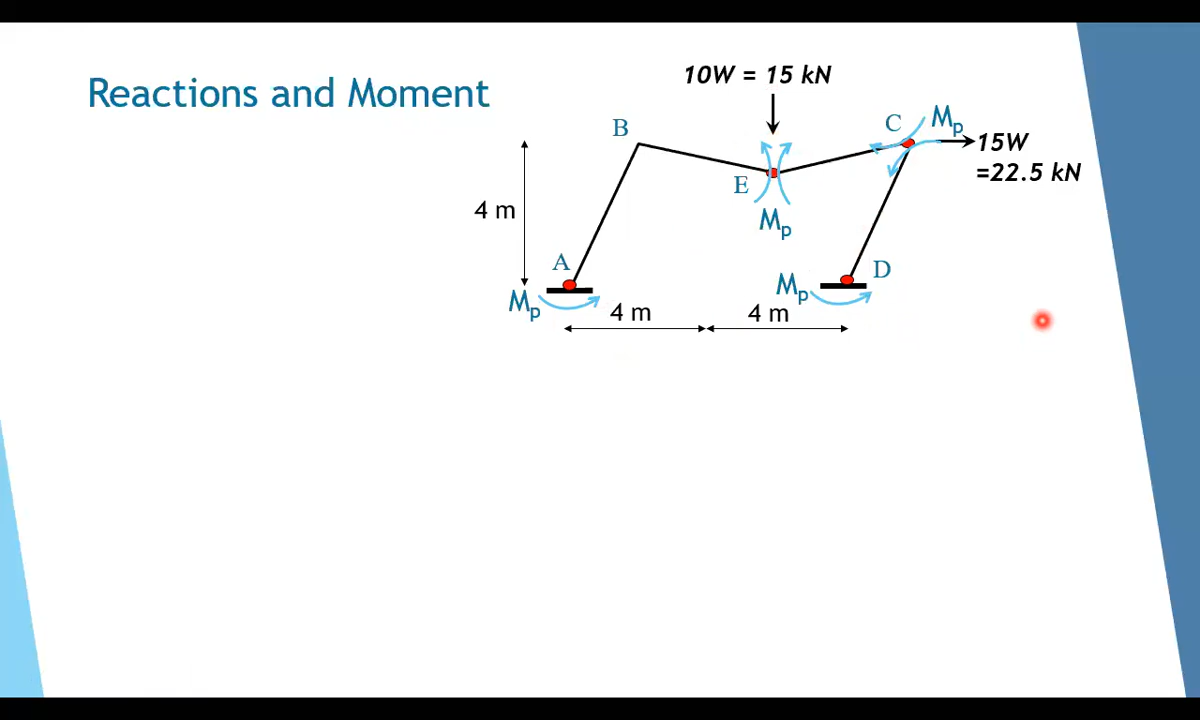 Reactions and Moment
10W = 15 kN
B
C
Mp
15W
=22.5 kN
E
4 m
Mp
A
D
Mp
Mp
4 m
4 m